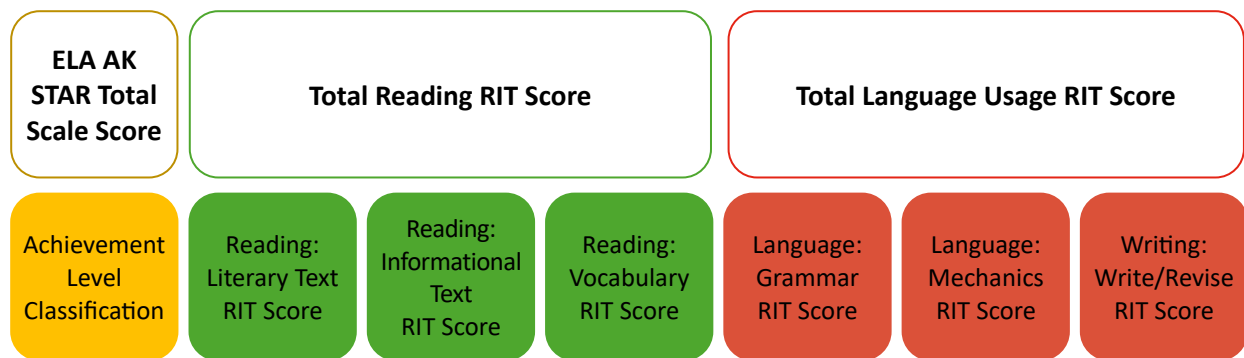 ELA AK
STAR Total
Scale Score
Total Reading RIT Score
Total Language Usage RIT Score
Achievement
Level
Classification
Reading:
Literary Text
RIT Score
Reading:
Informational
Text
RIT Score
Reading:
Vocabulary
RIT Score
Language:
Grammar
RIT Score
Language:
Mechanics
RIT Score
Writing:
Write/Revise
RIT Score